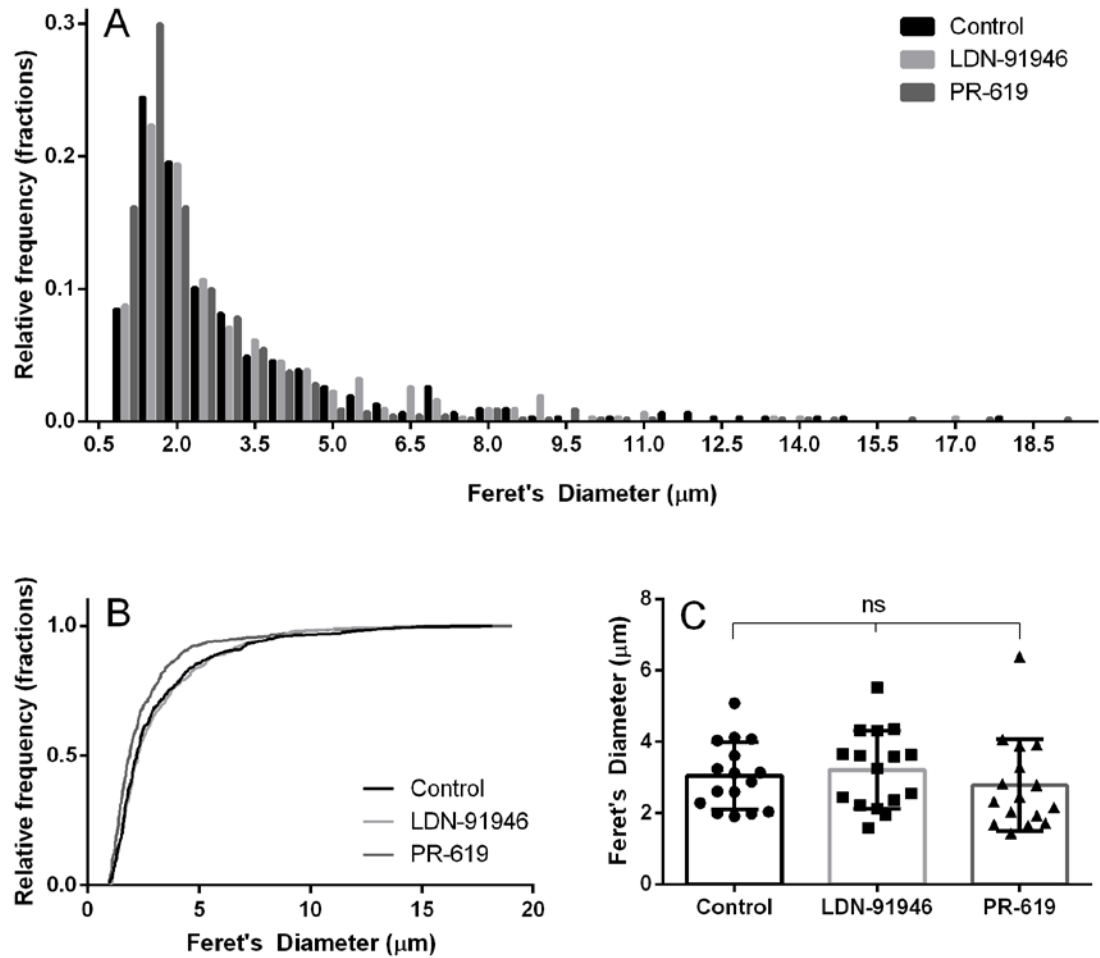 A
Control
LDN-91946
PR-619
Relative frequency (fractions)
0.3
0.2
0.1
0.0
0.5 2.0 3.5 5.0 6.5 8.0 9.5 11.0 12.5 14.0 15.5 17.0 18.5
Feret's Diameter (μm)
B
Relative frequency (fractions)
1.0
0.5
0.0
0 5 10 15 20
Control
LDN-91946
PR-619
Feret's Diameter (μm)
C
ns
Feret's Diameter (μm)
8
6
4
2
0
Control LDN-91946 PR-619